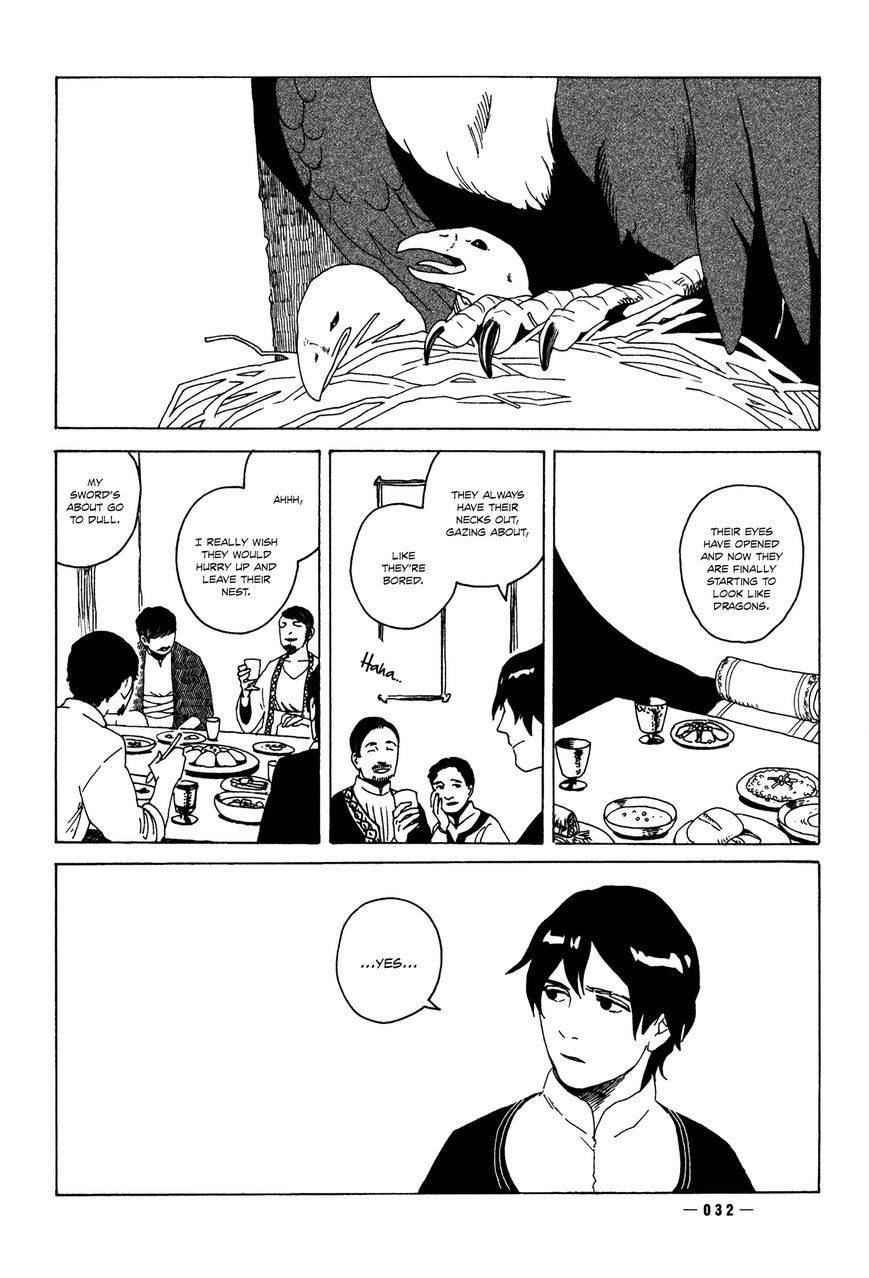 THEIR EYES
HAVE OPENED
AND NOW THEY
ARE FINALLY
STARTING TO
LOOK LIKE
DRAGONS.
THEY ALWAYS
HAVE THEIR
NECKS OUT,
GAZING ABOUT,
LIKE
THEY'RE
BORED.
Haha..
AHHH,
I REALLY WISH
THEY WOULD
HURRY UP AND
LEAVE THEIR
NEST.
MY
SWORD'S
ABOUT GO
TO DULL.
...YES...
— 032 —